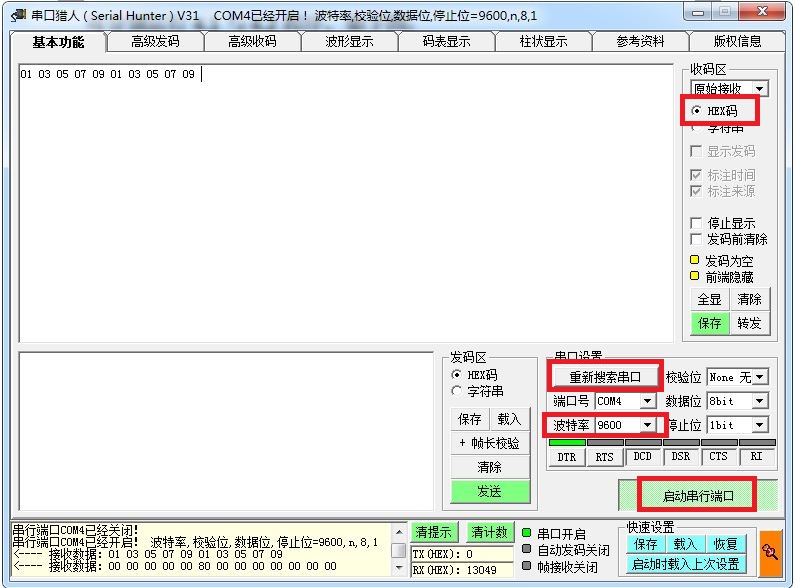 串口猎人 ( Serial Hunter ) V31    COM4已经开启！ 波特率,校验位,数据位,停止位=9600,n,8,1
基本功能 高级发码 高级收码 波形显示 码表显示 柱状显示 参考资料 版权信息
01 03 05 07 09 01 03 05 07 09
收码区
原始接收
HEX码
字符串
显示发码
标注时间
标注来源
停止显示
发码前清除
发码为空
前端隐藏
全显 清除
保存 转发
发码区
HEX码
字符串
保存 载入
+ 帧长校验
清除
发送
串口设置
重新搜索串口 校验位 None 无
端口号 COM4 数据位 8bit
波特率 9600 停止位 1bit
DTR RTS DCD DSR CTS RI
启动串行端口
串行端口COM4已经关闭！
串行端口COM4已经开启！ 波特率,校验位,数据位,停止位=9600,n,8,1
<---- 接收数据：01 03 05 07 09 01 03 05 07 09
<---- 接收数据：00 00 00 00 00 80 00 00 00 00 00 00 00
清提示 清计数
TX(HEX): 0
RX(HEX): 13049
串口开启
自动发码关闭
帧接收关闭
快速设置
保存 载入 恢复
启动时载入上次设置